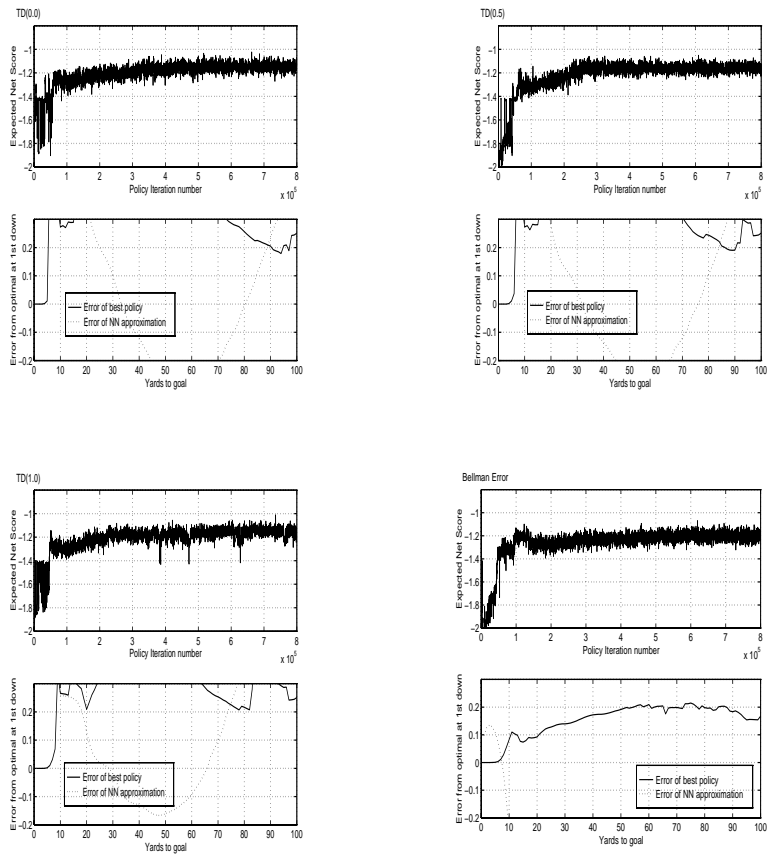 TD(0.0)
Expected Net Score
−1
−1.2
−1.4
−1.6
−1.8
−2
0 1 2 3 4 5 6 7 8
Policy Iteration number
x 10^5
Error from optimal at 1st down
0.2
0.1
0
−0.1
−0.2
Error of best policy
Error of NN approximation
0 10 20 30 40 50 60 70 80 90 100
Yards to goal
TD(0.5)
Expected Net Score
−1
−1.2
−1.4
−1.6
−1.8
−2
0 1 2 3 4 5 6 7 8
Policy Iteration number
x 10^5
Error from optimal at 1st down
0.2
0.1
0
−0.1
−0.2
Error of best policy
Error of NN approximation
0 10 20 30 40 50 60 70 80 90 100
Yards to goal
TD(1.0)
Expected Net Score
−1
−1.2
−1.4
−1.6
−1.8
−2
0 1 2 3 4 5 6 7 8
Policy Iteration number
x 10^5
Error from optimal at 1st down
0.2
0.1
0
−0.1
−0.2
Error of best policy
Error of NN approximation
0 10 20 30 40 50 60 70 80 90 100
Yards to goal
Bellman Error
Expected Net Score
−1
−1.2
−1.4
−1.6
−1.8
−2
0 1 2 3 4 5 6 7 8
Policy Iteration number
x 10^5
Error from optimal at 1st down
0.2
0.1
0
−0.1
−0.2
Error of best policy
Error of NN approximation
0 10 20 30 40 50 60 70 80 90 100
Yards to goal